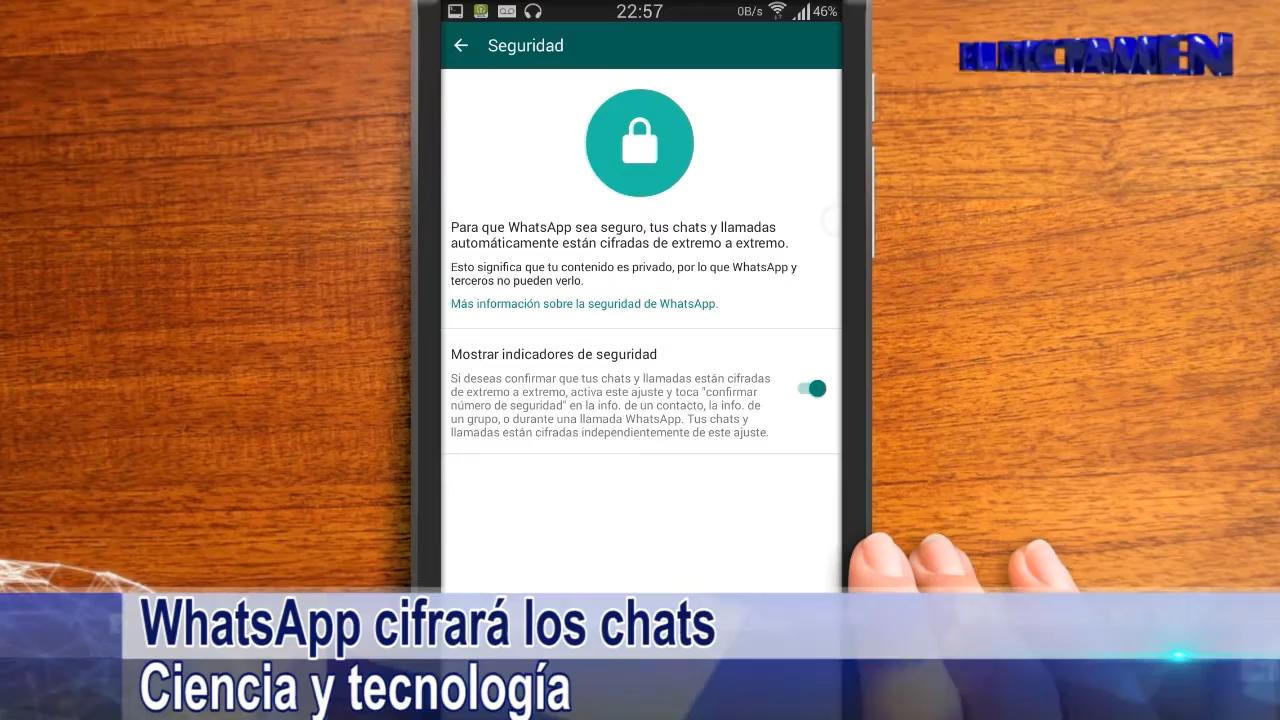 22:57
0B/s
46%
EL DICTAMEN
Seguridad
Para que WhatsApp sea seguro, tus chats y llamadas
automáticamente están cifradas de extremo a extremo.
Esto significa que tu contenido es privado, por lo que WhatsApp y
terceros no pueden verlo.
Más información sobre la seguridad de WhatsApp.
Mostrar indicadores de seguridad
Si deseas confirmar que tus chats y llamadas están cifradas
de extremo a extremo, activa este ajuste y toca "confirmar
número de seguridad" en la info. de un contacto, la info. de
un grupo, o durante una llamada WhatsApp. Tus chats y
llamadas están cifradas independientemente de este ajuste.
WhatsApp cifrará los chats
Ciencia y tecnología